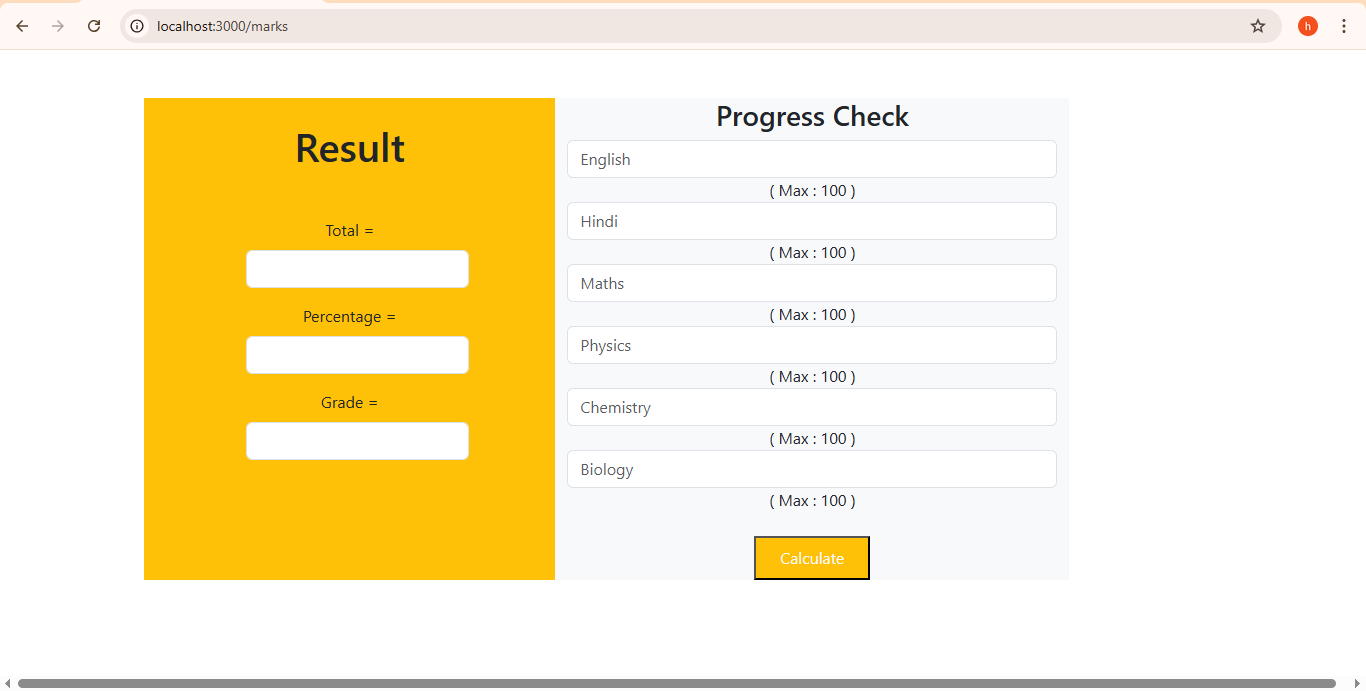 localhost:3000/marks
h
Result
Total =
Percentage =
Grade =
Progress Check
English
( Max : 100 )
Hindi
( Max : 100 )
Maths
( Max : 100 )
Physics
( Max : 100 )
Chemistry
( Max : 100 )
Biology
( Max : 100 )
Calculate